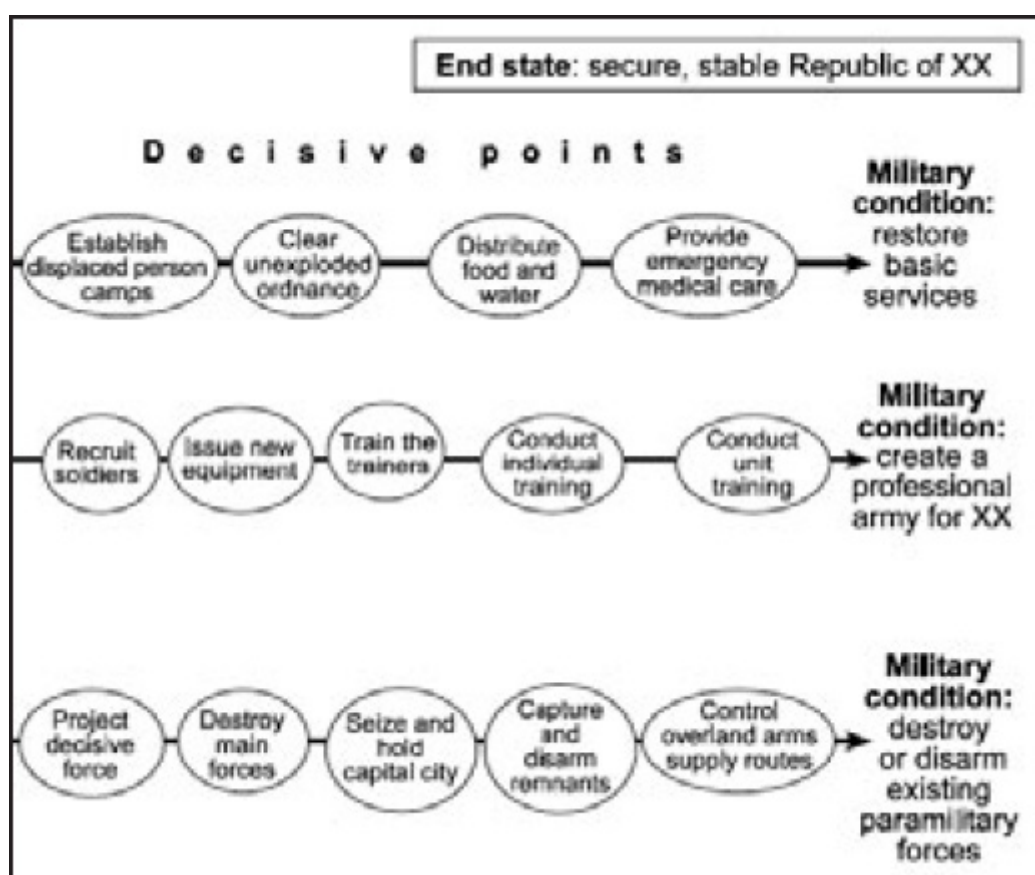 End state: secure, stable Republic of XX
Decisive points
Establish
displaced person
camps
Clear
unexploded
ordnance
Distribute
food and
water
Provide
emergency
medical care
Military
condition:
restore
basic
services
Recruit
soldiers
Issue new
equipment
Train the
trainers
Conduct
individual
training
Conduct
unit
training
Military
condition:
create a
professional
army for XX
Project
decisive
force
Destroy
main
forces
Seize and
hold
capital city
Capture
and
disarm
remnants
Control
overland arms
supply routes
Military
condition:
destroy
or disarm
existing
paramilitary
forces